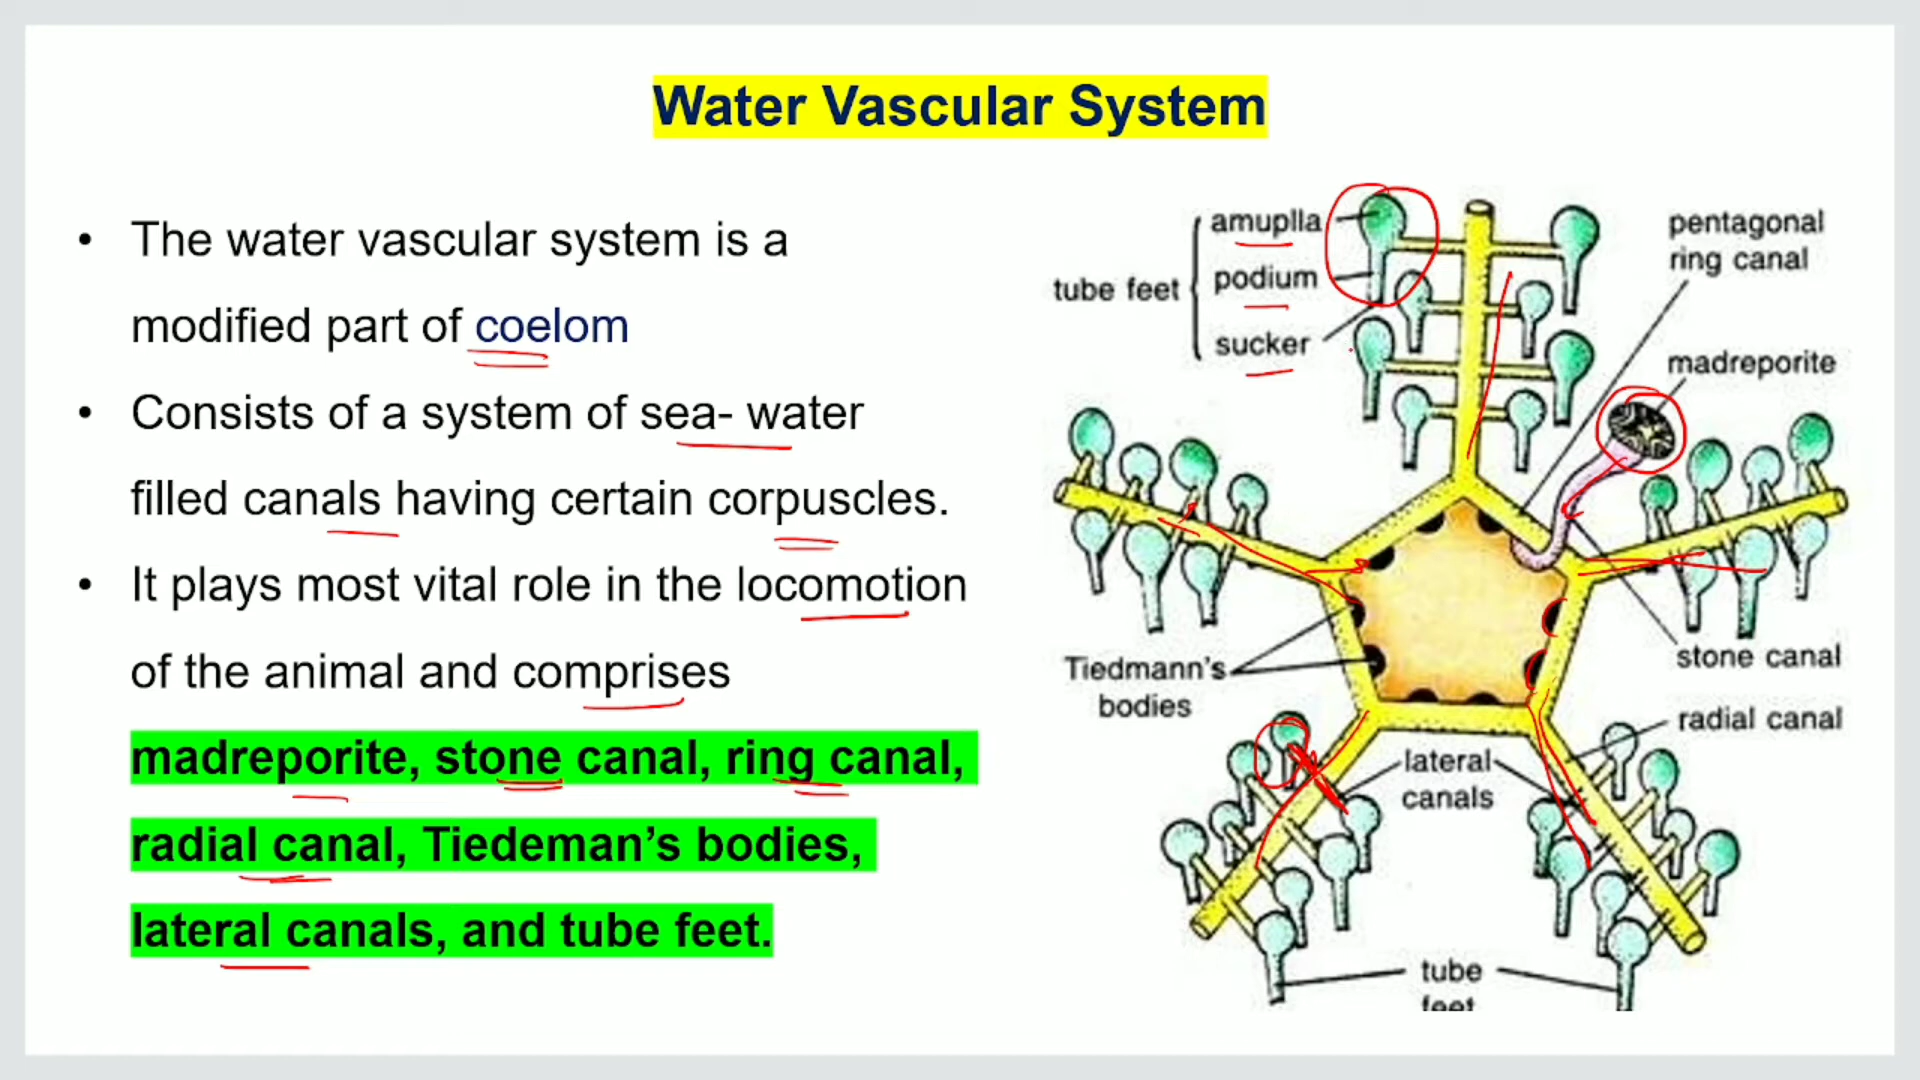 Water Vascular System
• The water vascular system is a
modified part of coelom
• Consists of a system of sea- water
filled canals having certain corpuscles.
• It plays most vital role in the locomotion
of the animal and comprises
madreporite, stone canal, ring canal,
radial canal, Tiedeman’s bodies,
lateral canals, and tube feet.
tube feet
amuplla
podium
sucker
pentagonal
ring canal
madreporite
Tiedmann's
bodies
stone canal
radial canal
lateral
canals
tube
feet